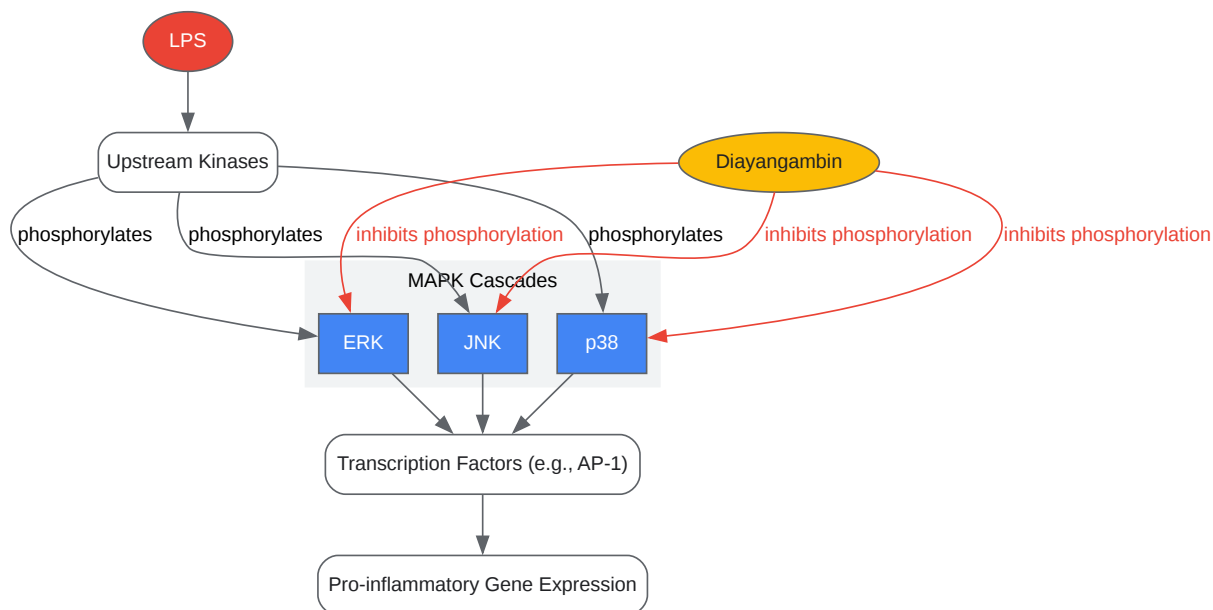 LPS
Upstream Kinases
Diayangambin
phosphorylates
phosphorylates
inhibits phosphorylation
phosphorylates
inhibits phosphorylation
inhibits phosphorylation
MAPK Cascades
ERK
JNK
p38
Transcription Factors (e.g., AP-1)
Pro-inflammatory Gene Expression